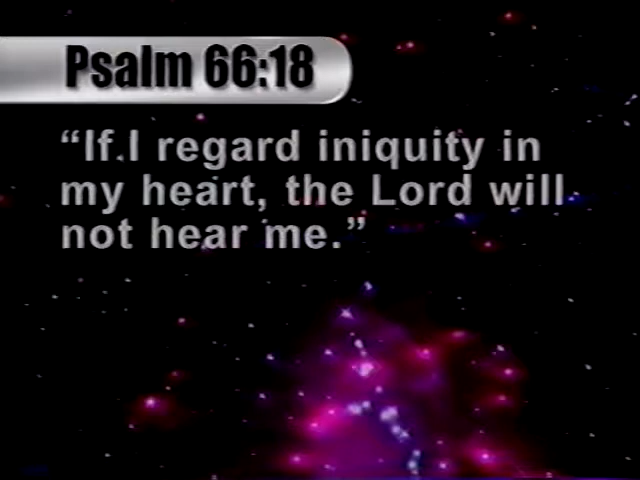 Psalm 66:18
“If I regard iniquity in
my heart, the Lord will
not hear me.”